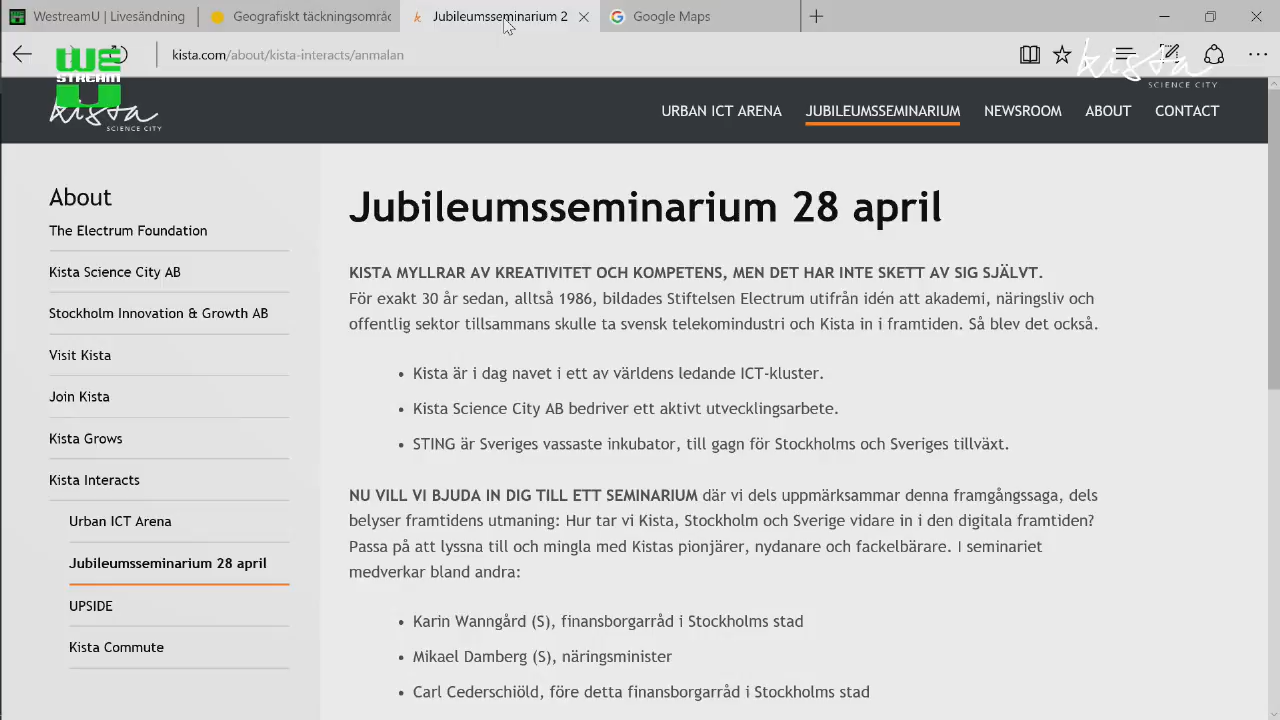 WestreamU | Livesändning
Geografiskt täckningsområd
Jubileumsseminarium 2
Google Maps
kista.com/about/kista-interacts/anmalan
WE
STREAM
U
kista
SCIENCE CITY
kista
SCIENCE CITY
URBAN ICT ARENA
JUBILEUMSSEMINARIUM
NEWSROOM
ABOUT
CONTACT
About
The Electrum Foundation
Kista Science City AB
Stockholm Innovation & Growth AB
Visit Kista
Join Kista
Kista Grows
Kista Interacts
Urban ICT Arena
Jubileumsseminarium 28 april
UPSIDE
Kista Commute
Jubileumsseminarium 28 april
KISTA MYLLRAR AV KREATIVITET OCH KOMPETENS, MEN DET HAR INTE SKETT AV SIG SJÄLVT.
För exakt 30 år sedan, alltså 1986, bildades Stiftelsen Electrum utifrån idén att akademi, näringsliv och
offentlig sektor tillsammans skulle ta svensk telekomindustri och Kista in i framtiden. Så blev det också.
• Kista är i dag navet i ett av världens ledande ICT-kluster.
• Kista Science City AB bedriver ett aktivt utvecklingsarbete.
• STING är Sveriges vassaste inkubator, till gagn för Stockholms och Sveriges tillväxt.
NU VILL VI BJUDA IN DIG TILL ETT SEMINARIUM där vi dels uppmärksammar denna framgångssaga, dels
belyser framtidens utmaning: Hur tar vi Kista, Stockholm och Sverige vidare in i den digitala framtiden?
Passa på att lyssna till och mingla med Kistas pionjärer, nydanare och fackelbärare. I seminariet
medverkar bland andra:
• Karin Wanngård (S), finansborgarråd i Stockholms stad
• Mikael Damberg (S), näringsminister
• Carl Cederschiöld, före detta finansborgarråd i Stockholms stad